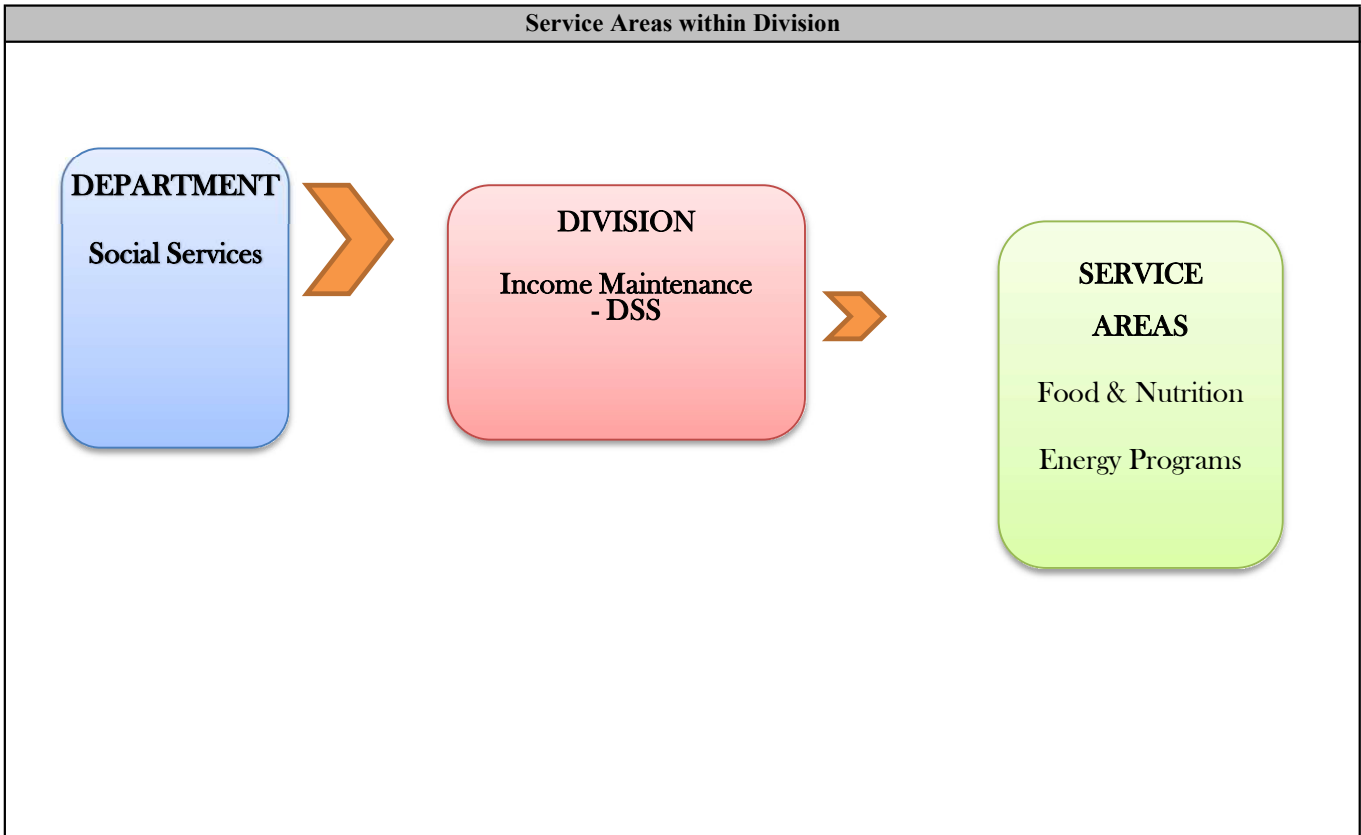 Service Areas within Division
DEPARTMENT
Social Services
DIVISION
Income Maintenance
- DSS
SERVICE
AREAS
Food & Nutrition
Energy Programs